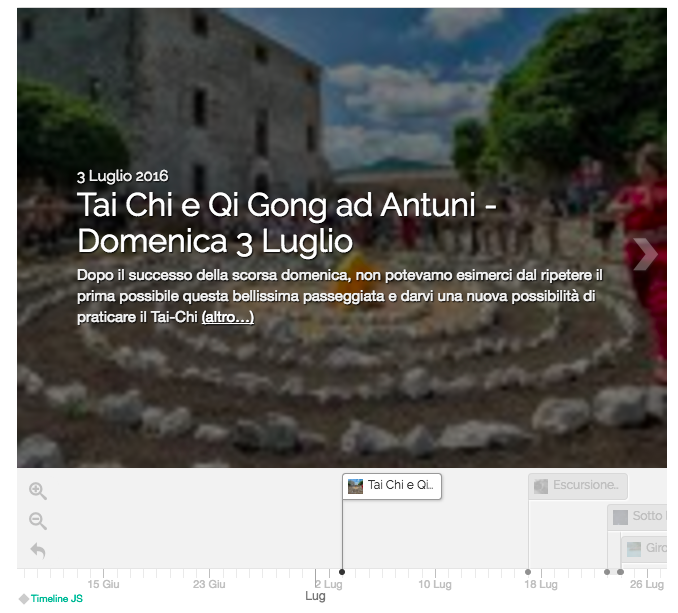 3 Luglio 2016
Tai Chi e Qi Gong ad Antuni -
Domenica 3 Luglio
Dopo il successo della scorsa domenica, non potevamo esimerci dal ripetere il
prima possibile questa bellissima passeggiata e darvi una nuova possibilità di
praticare il Tai-Chi (altro…)
Tai Chi e Qi...
Escursione...
Sotto
Giro
15 Giu
23 Giu
2 Lug
10 Lug
18 Lug
26 Lug
Lug
Timeline JS